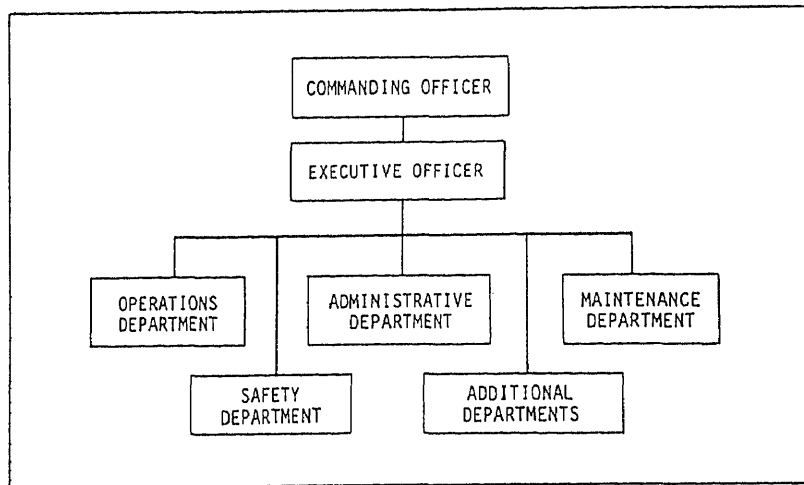 COMMANDING OFFICER
EXECUTIVE OFFICER
OPERATIONS
DEPARTMENT
ADMINISTRATIVE
DEPARTMENT
MAINTENANCE
DEPARTMENT
SAFETY
DEPARTMENT
ADDITIONAL
DEPARTMENTS